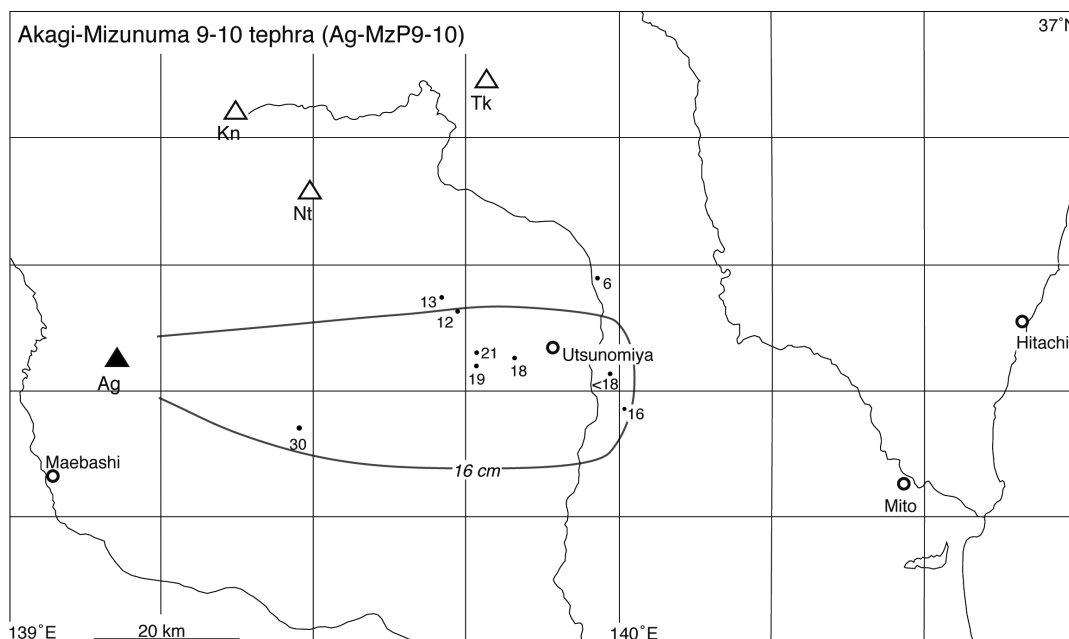 Akagi-Mizunuma 9-10 tephra (Ag-MzP9-10)
37˚N
Tk
Kn
Nt
6
13
12
Hitachi
21
Utsunomiya
19
18
<18
Ag
16
30
Maebashi
16 cm
Mito
139˚E
20 km
140˚E